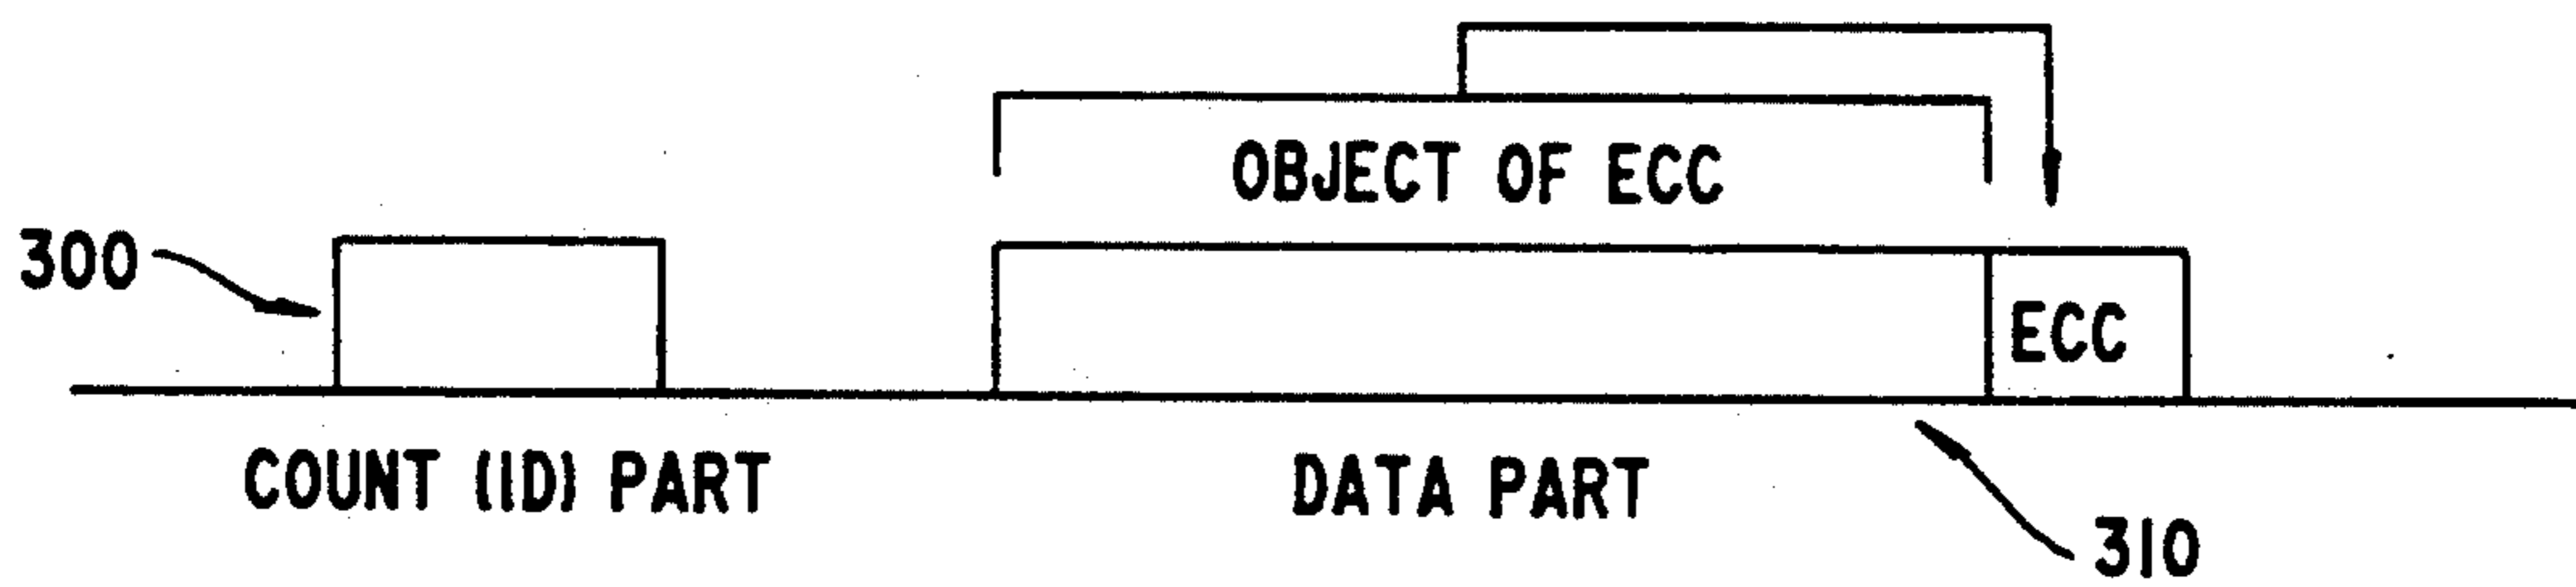 OBJECT OF ECC
300
ECC
COUNT (ID) PART
DATA PART
310